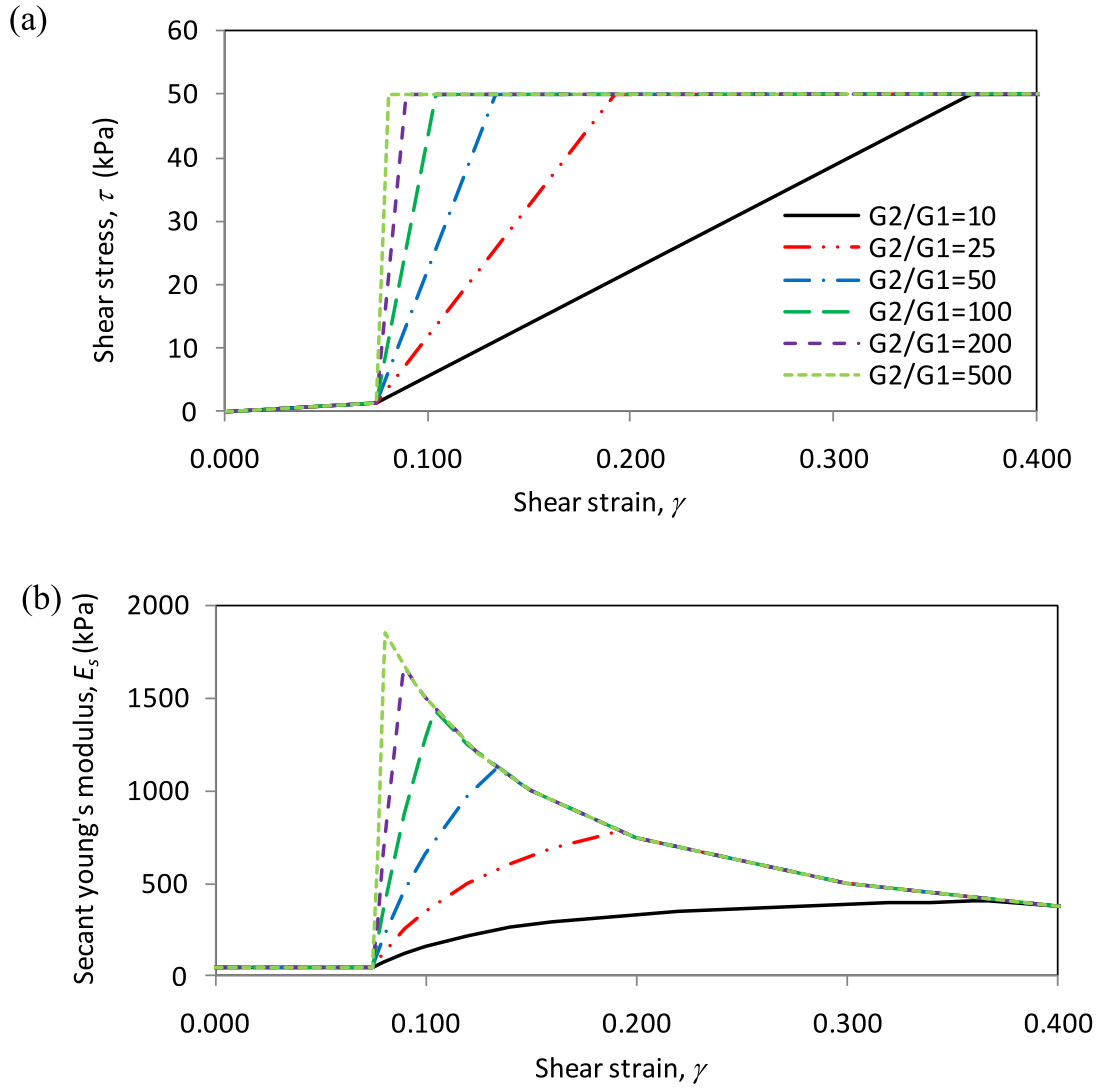 (a)
60
50
40
30
20
10
0
Shear stress, τ (kPa)
G2/G1=10
G2/G1=25
G2/G1=50
G2/G1=100
G2/G1=200
G2/G1=500
0.000 0.100 0.200 0.300 0.400
Shear strain, γ
(b)
2000
1500
1000
500
0
Secant young's modulus, Es (kPa)
0.000 0.100 0.200 0.300 0.400
Shear strain, γ